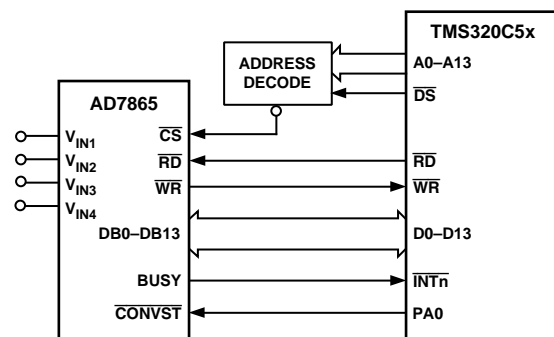 TMS320C5x
ADDRESS
DECODE
A0–A13
DS
AD7865
VIN1
CS
VIN2
RD
RD
VIN3
WR
WR
VIN4
DB0–DB13
D0–D13
BUSY
INTn
CONVST
PA0